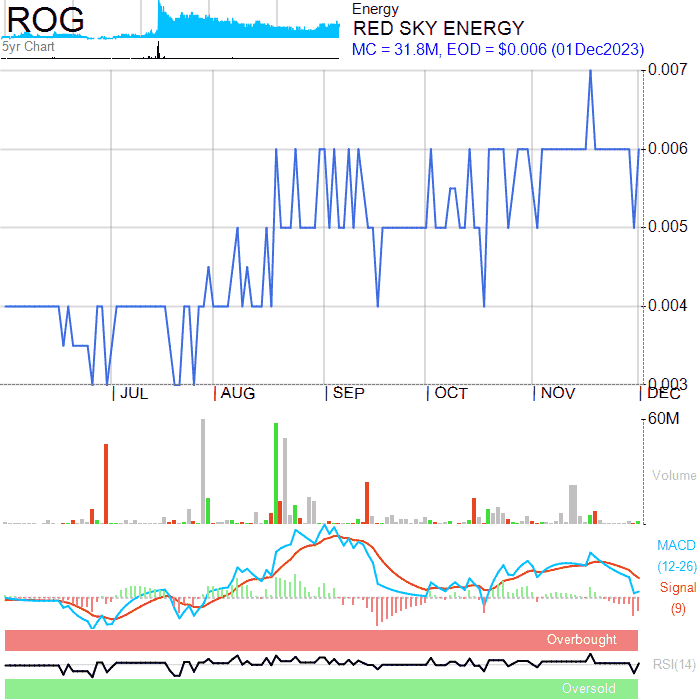 ROG
5yr Chart
Energy
RED SKY ENERGY
MC = 31.8M, EOD = $0.006 (01Dec2023)
0.007
0.006
0.005
0.004
0.003
JUL AUG SEP OCT NOV DEC
60M
Volume
MACD
(12-26)
Signal
(9)
Overbought
RSI(14)
Oversold